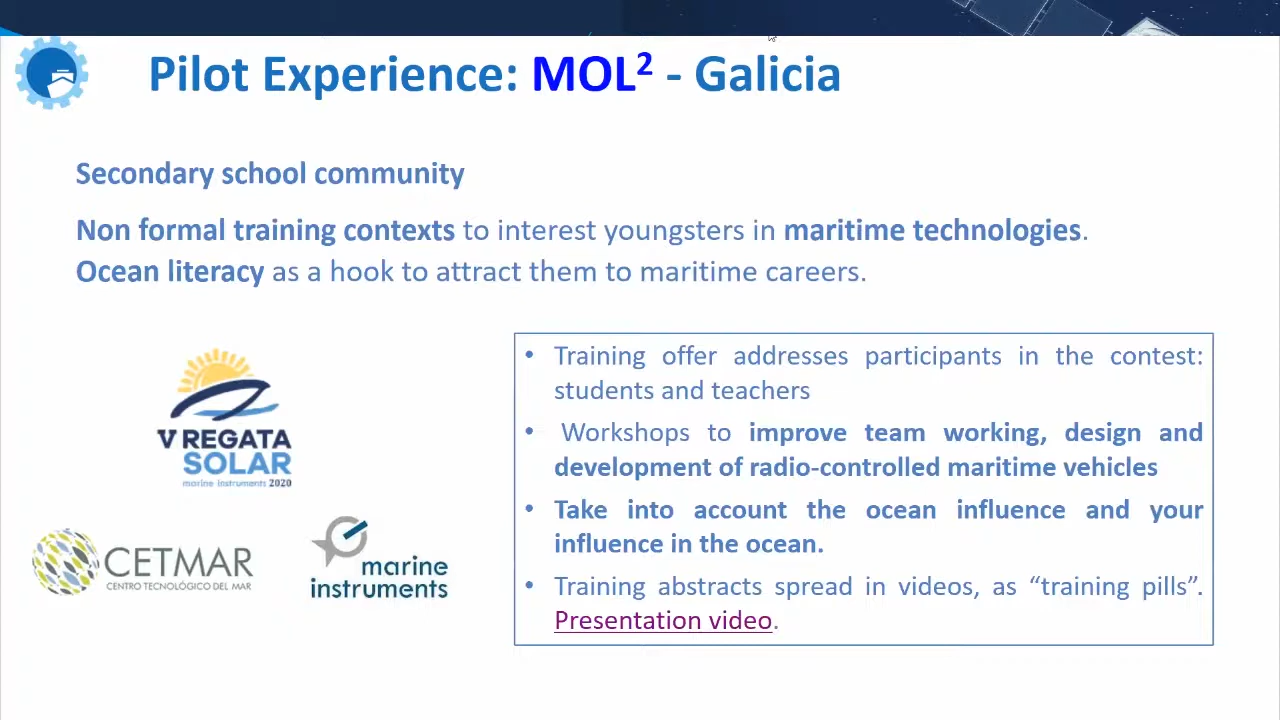 Pilot Experience: MOL² - Galicia
Secondary school community
Non formal training contexts to interest youngsters in maritime technologies.
Ocean literacy as a hook to attract them to maritime careers.
V REGATA
SOLAR
marine instruments 2020
CETMAR
CENTRO TECNOLÓGICO DEL MAR
marine
instruments
• Training offer addresses participants in the contest:
students and teachers
• Workshops to improve team working, design and
development of radio-controlled maritime vehicles
• Take into account the ocean influence and your
influence in the ocean.
• Training abstracts spread in videos, as “training pills”.
Presentation video.